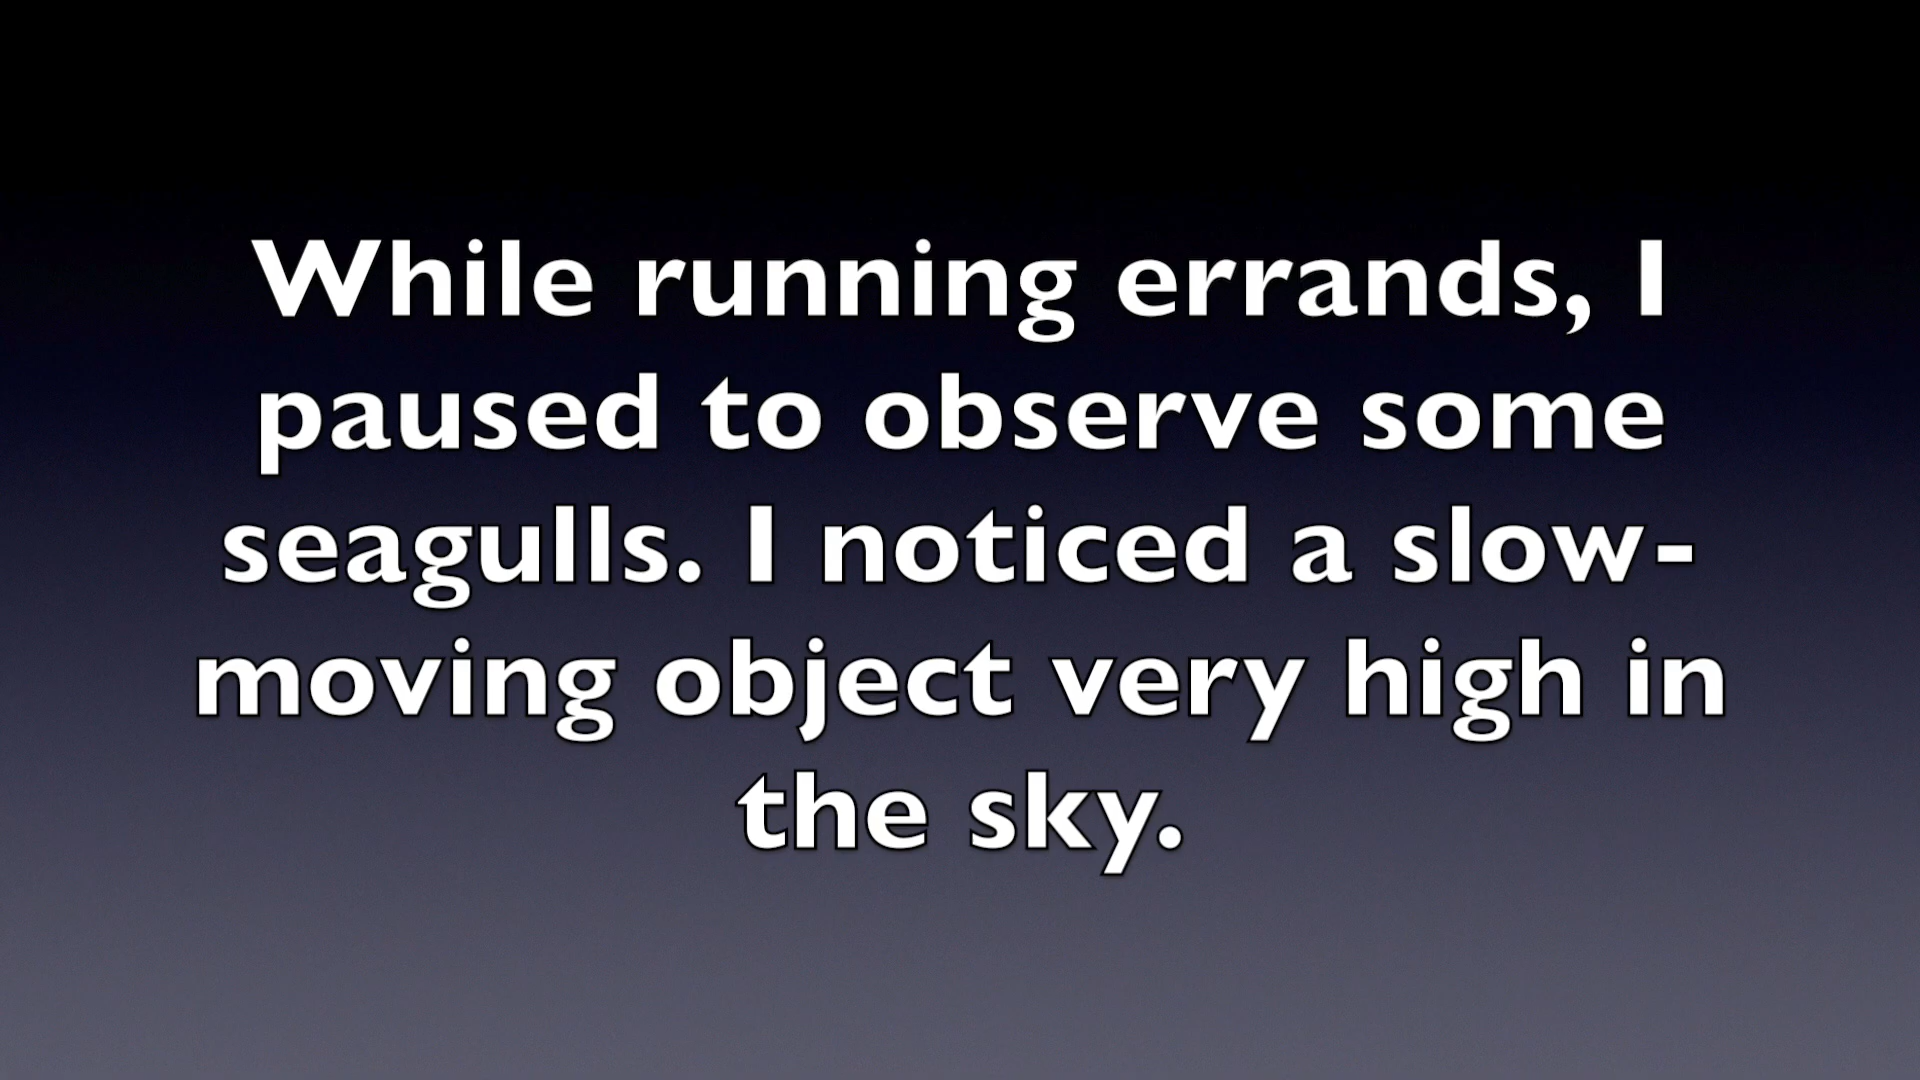 While running errands, I
paused to observe some
seagulls. I noticed a slow-
moving object very high in
the sky.